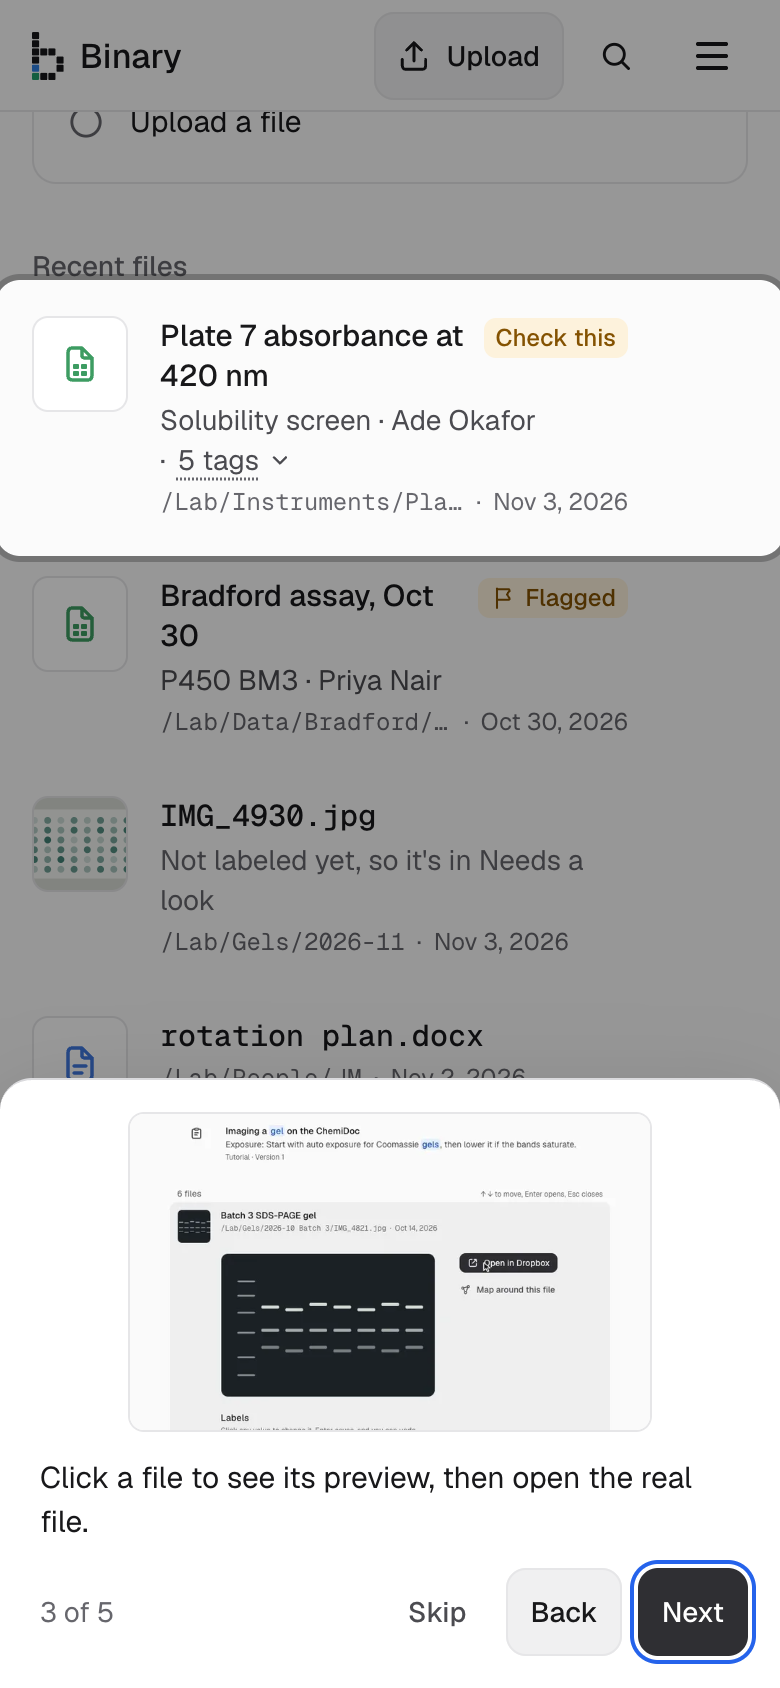 Binary
Upload
Upload a file
Recent files
Plate 7 absorbance at
420 nm
Check this
Solubility screen · Ade Okafor
· 5 tags
/Lab/Instruments/Pla… · Nov 3, 2026
Bradford assay, Oct
30
Flagged
P450 BM3 · Priya Nair
/Lab/Data/Bradford/… · Oct 30, 2026
IMG_4930.jpg
Not labeled yet, so it's in Needs a
look
/Lab/Gels/2026-11 · Nov 3, 2026
rotation plan.docx
/Lab/People/JM · Nov 2, 2026
Imaging a gel on the ChemiDoc
Exposure: Start with auto exposure for Coomassie gels, then lower it if the bands saturate.
Tutorial · Version 1
6 files
↑↓ to move, Enter opens, Esc closes
Batch 3 SDS-PAGE gel
/Lab/Gels/2026-10 Batch 3/IMG_4821.jpg · Oct 14, 2026
Open in Dropbox
Map around this file
Labels
Click a file to see its preview, then open the real
file.
3 of 5
Skip
Back
Next